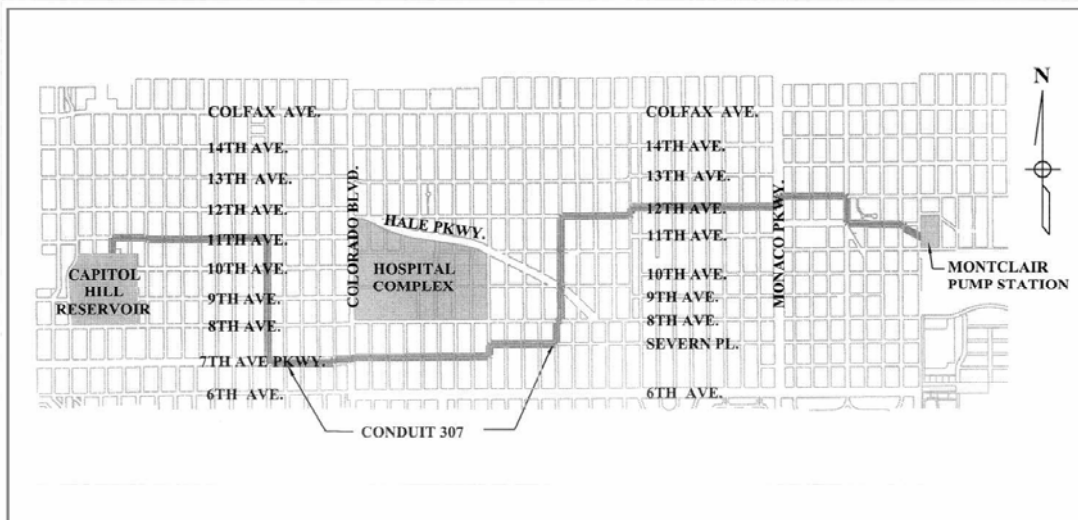 N
COLFAX AVE.
14TH AVE.
13TH AVE.
12TH AVE.
11TH AVE.
10TH AVE.
9TH AVE.
8TH AVE.
7TH AVE PKWY.
6TH AVE.
CAPITOL
HILL
RESERVOIR
COLORADO BLVD.
HALE PKWY.
HOSPITAL
COMPLEX
COLFAX AVE.
14TH AVE.
13TH AVE.
12TH AVE.
11TH AVE.
10TH AVE.
9TH AVE.
8TH AVE.
SEVERN PL.
6TH AVE.
MONACO PKWY.
MONTCLAIR
PUMP STATION
CONDUIT 307